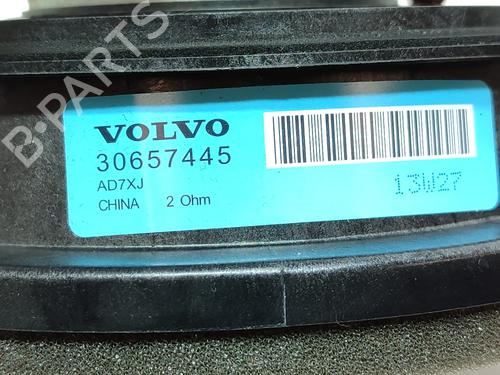 B-PARTS
VOLVO
30657445
AD7XJ
CHINA 2 Ohm
13W27